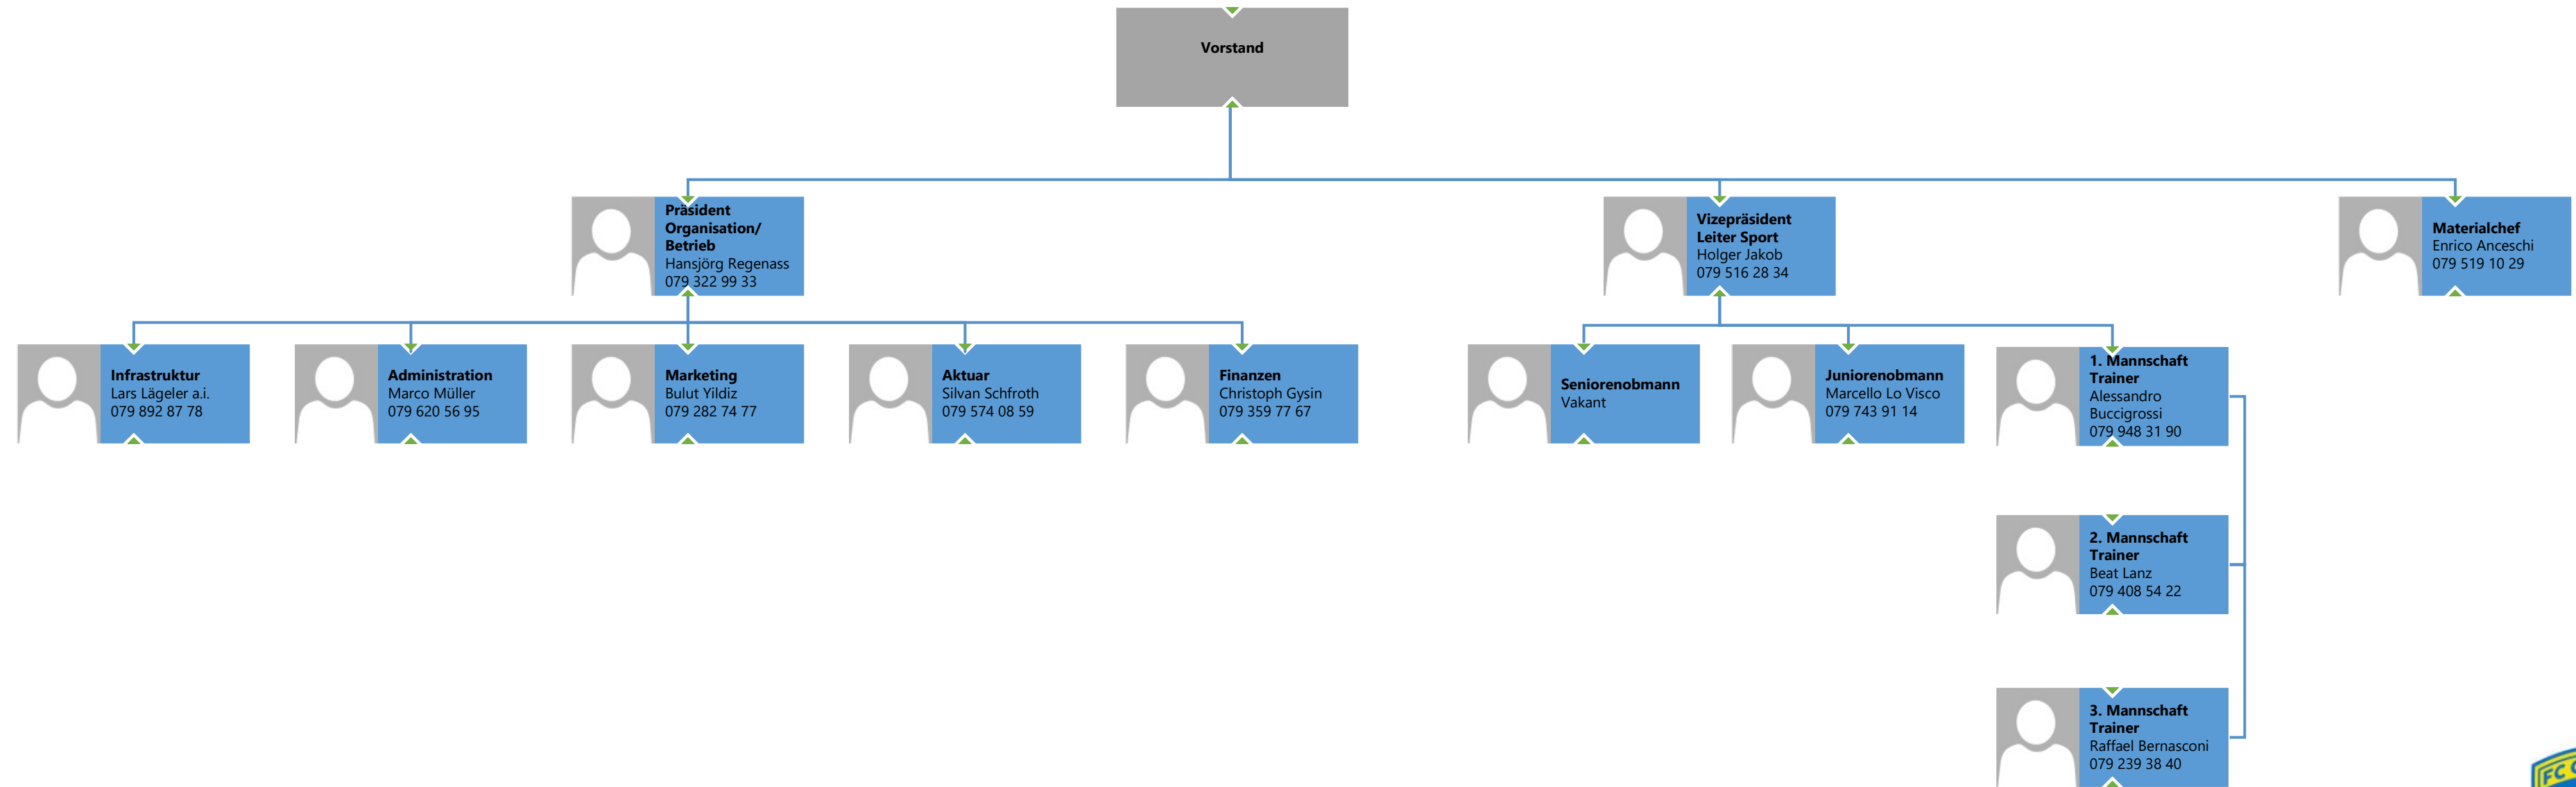 Vorstand
Präsident
Organisation/
Betrieb
Hansjörg Regenass
079 322 99 33
Vizepräsident
Leiter Sport
Holger Jakob
079 516 28 34
Materialchef
Enrico Anceschi
079 519 10 29
Infrastruktur
Lars Lägeler a.i.
079 892 87 78
Administration
Marco Müller
079 620 56 95
Marketing
Bulut Yildiz
079 282 74 77
Aktuar
Silvan Schfroth
079 574 08 59
Finanzen
Christoph Gysin
079 359 77 67
Seniorenobmann
Vakant
Juniorenobmann
Marcello Lo Visco
079 743 91 14
1. Mannschaft
Trainer
Alessandro
Buccigrossi
079 948 31 90
2. Mannschaft
Trainer
Beat Lanz
079 408 54 22
3. Mannschaft
Trainer
Raffael Bernasconi
079 239 38 40
FC